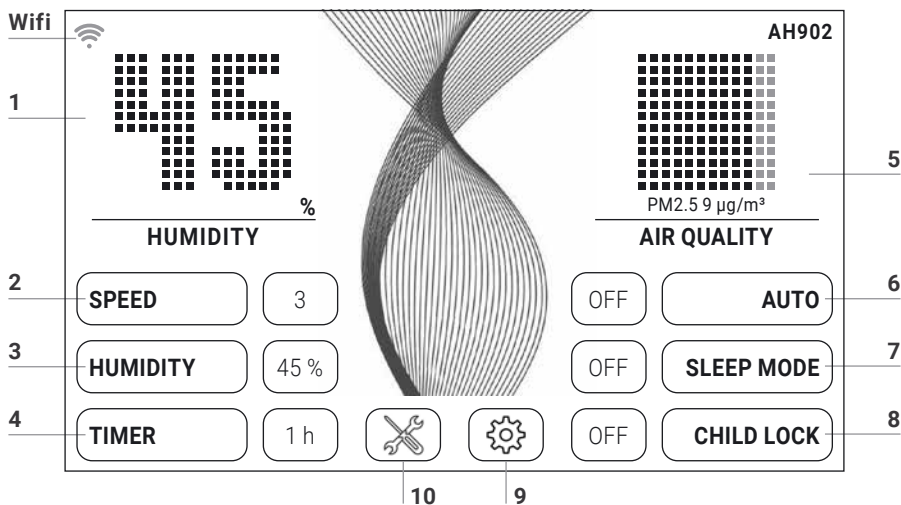 Wifi
AH902
1
45
%
HUMIDITY
5
PM2.5 9 µg/m³
AIR QUALITY
2
SPEED
3
OFF
AUTO
6
3
HUMIDITY
45 %
OFF
SLEEP MODE
7
4
TIMER
1 h
OFF
CHILD LOCK
8
10
9